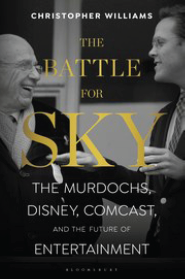 CHRISTOPHER WILLIAMS
THE
BATTLE
FOR
SKY
THE MURDOCHS,
DISNEY, COMCAST,
AND THE FUTURE OF
ENTERTAINMENT
BLOOMSBURY